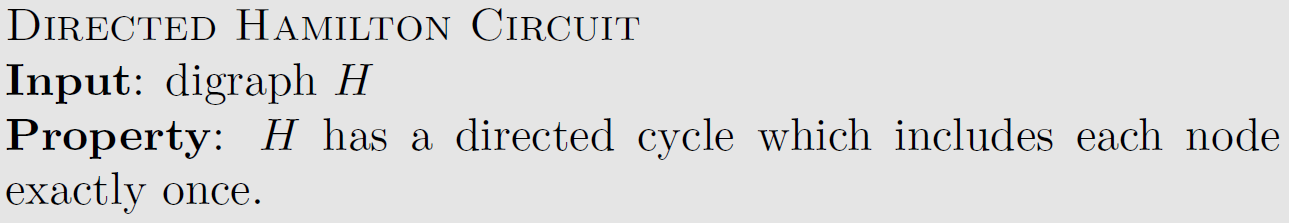 DIRECTED HAMILTON CIRCUIT
Input: digraph H
Property: H has a directed cycle which includes each node
exactly once.